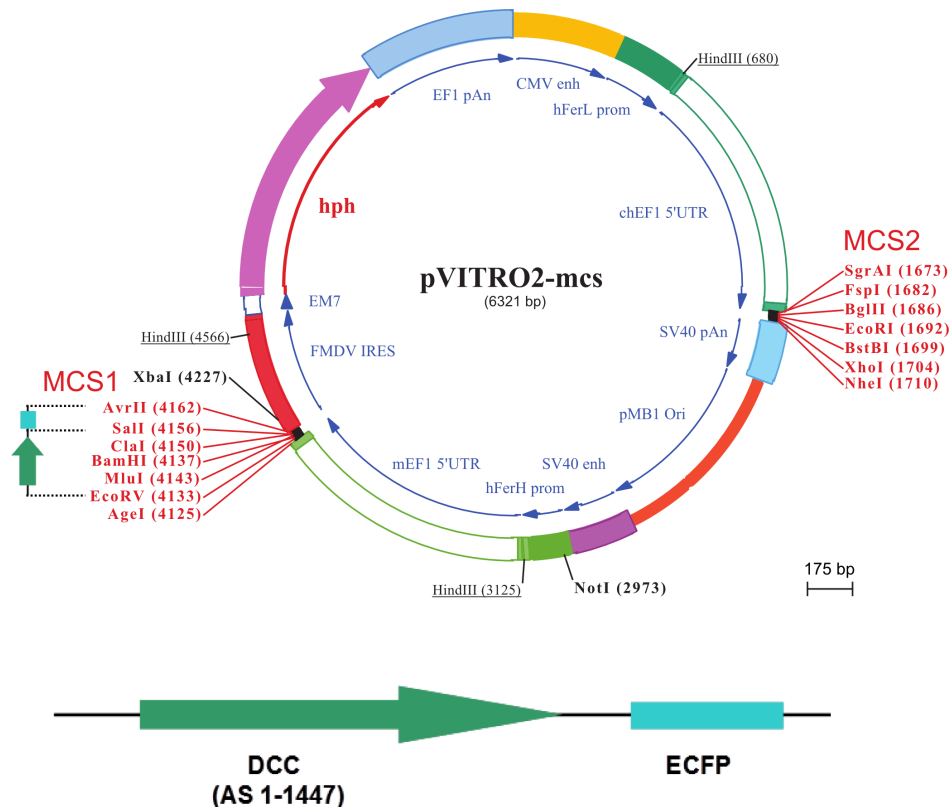 HindIII (680)
EF1 pAn
CMV enh
hFerL prom
hph
chEF1 5'UTR
MCS2
pVITRO2-mcs
(6321 bp)
SgrAI (1673)
FspI (1682)
BglII (1686)
EcoRI (1692)
BstBI (1699)
XhoI (1704)
NheI (1710)
EM7
SV40 pAn
HindIII (4566)
FMDV IRES
MCS1
XbaI (4227)
AvrII (4162)
SalI (4156)
ClaI (4150)
BamHI (4137)
MluI (4143)
EcoRV (4133)
AgeI (4125)
pMB1 Ori
mEF1 5'UTR
SV40 enh
hFerH prom
HindIII (3125)
NotI (2973)
175 bp
DCC
(AS 1-1447)
ECFP